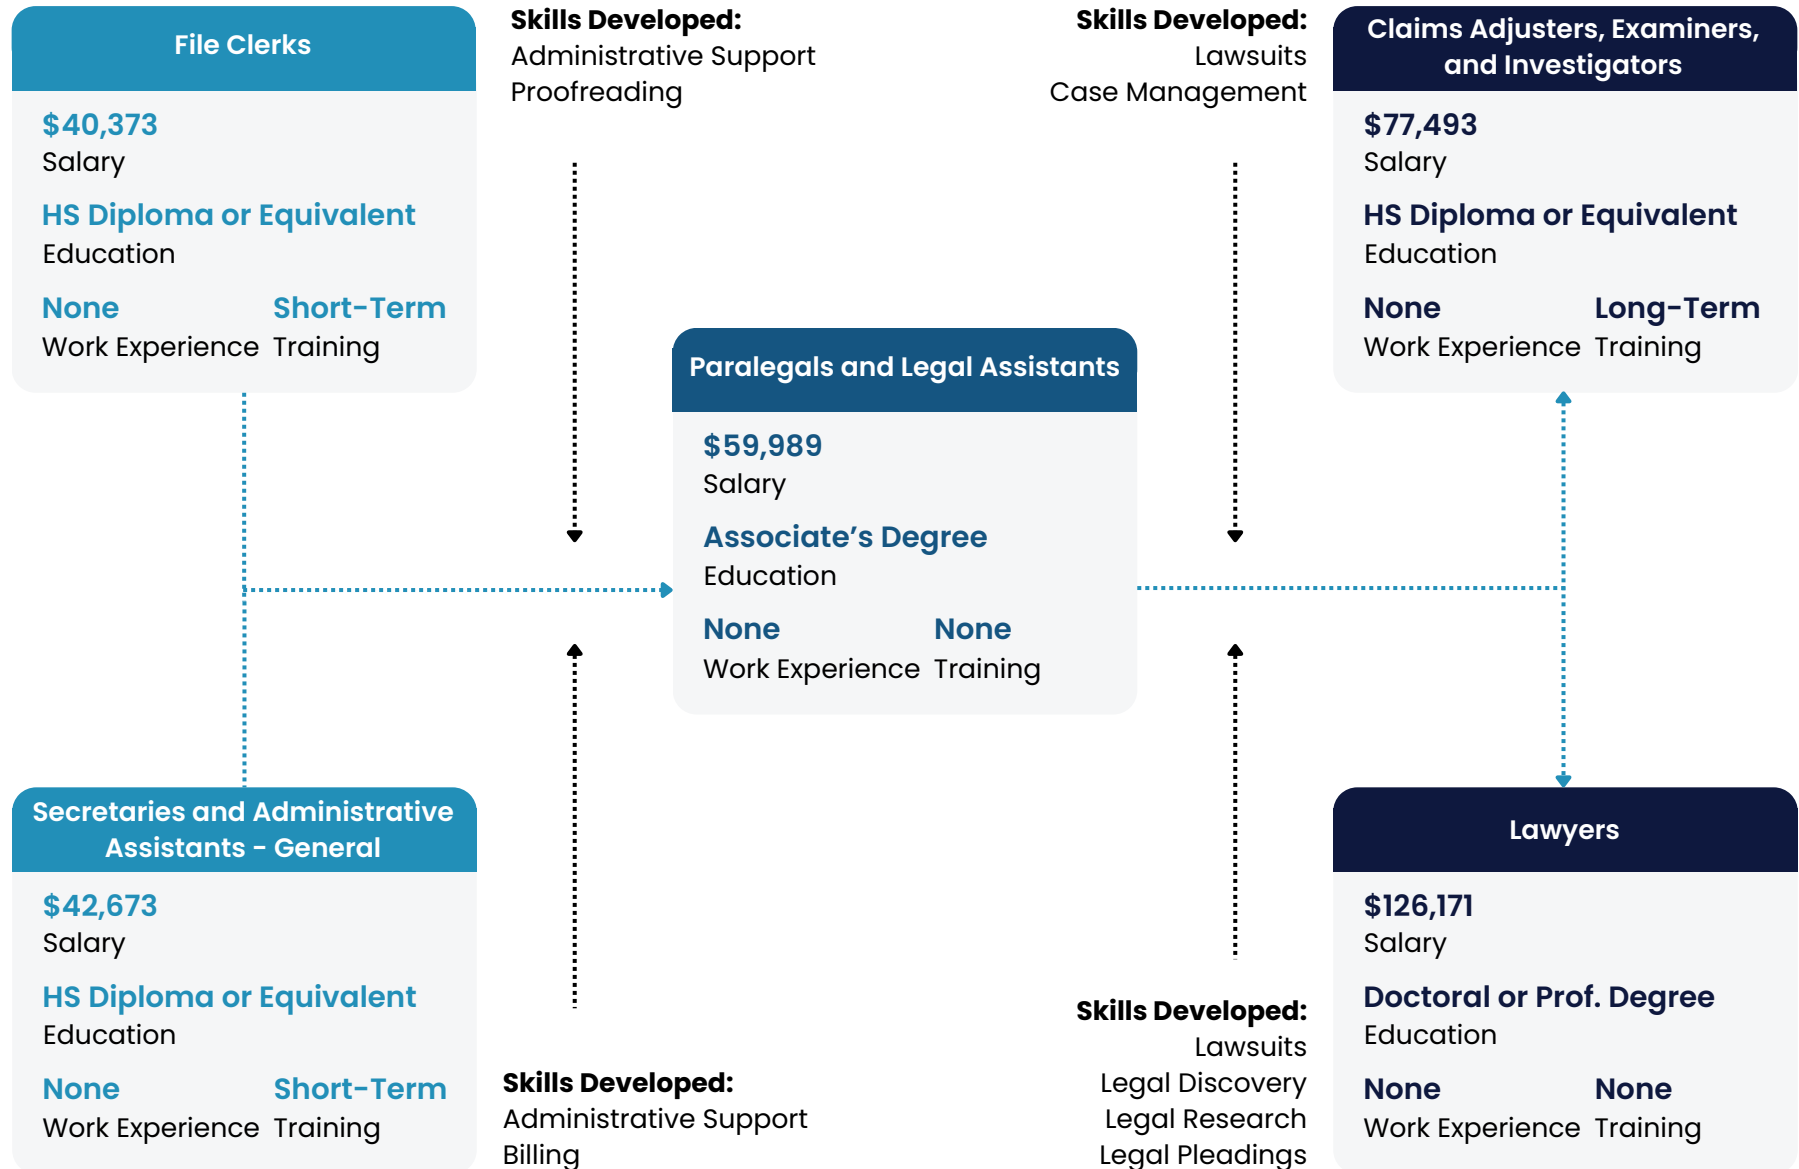 File Clerks
$40,373
Salary
HS Diploma or Equivalent
Education
None Short-Term
Work Experience Training
Skills Developed:
Administrative Support
Proofreading
Skills Developed:
Lawsuits
Case Management
Claims Adjusters, Examiners,
and Investigators
$77,493
Salary
HS Diploma or Equivalent
Education
None Long-Term
Work Experience Training
Paralegals and Legal Assistants
$59,989
Salary
Associate’s Degree
Education
None None
Work Experience Training
Secretaries and Administrative
Assistants - General
$42,673
Salary
HS Diploma or Equivalent
Education
None Short-Term
Work Experience Training
Skills Developed:
Administrative Support
Billing
Skills Developed:
Lawsuits
Legal Discovery
Legal Research
Legal Pleadings
Lawyers
$126,171
Salary
Doctoral or Prof. Degree
Education
None None
Work Experience Training